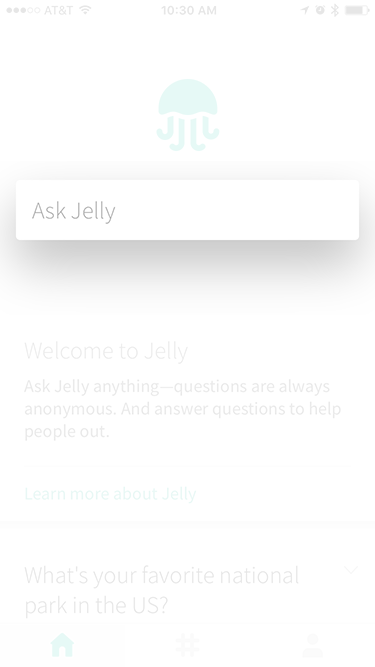 AT&T 10:30 AM
Ask Jelly
Welcome to Jelly
Ask Jelly anything—questions are always
anonymous. And answer questions to help
people out.
Learn more about Jelly
What's your favorite national
park in the US?